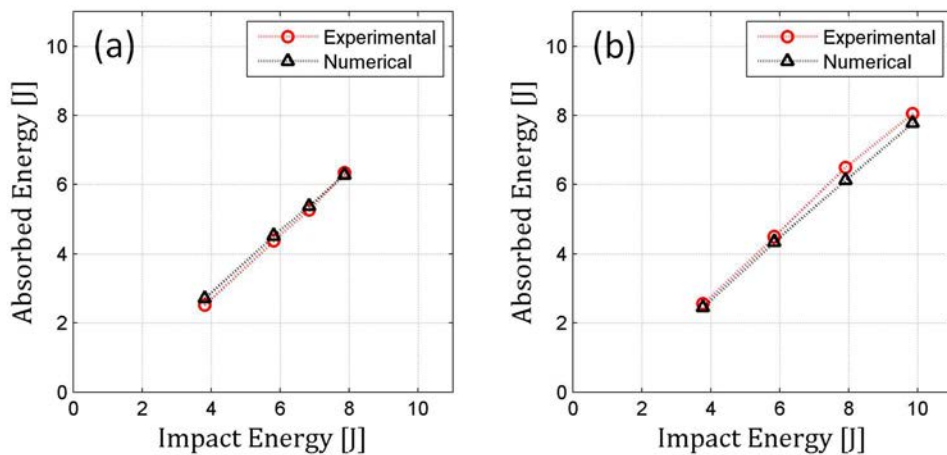 (a)
Experimental
Numerical
Absorbed Energy [J]
10
8
6
4
2
0
0 2 4 6 8 10
Impact Energy [J]
(b)
Experimental
Numerical
Absorbed Energy [J]
10
8
6
4
2
0
0 2 4 6 8 10
Impact Energy [J]